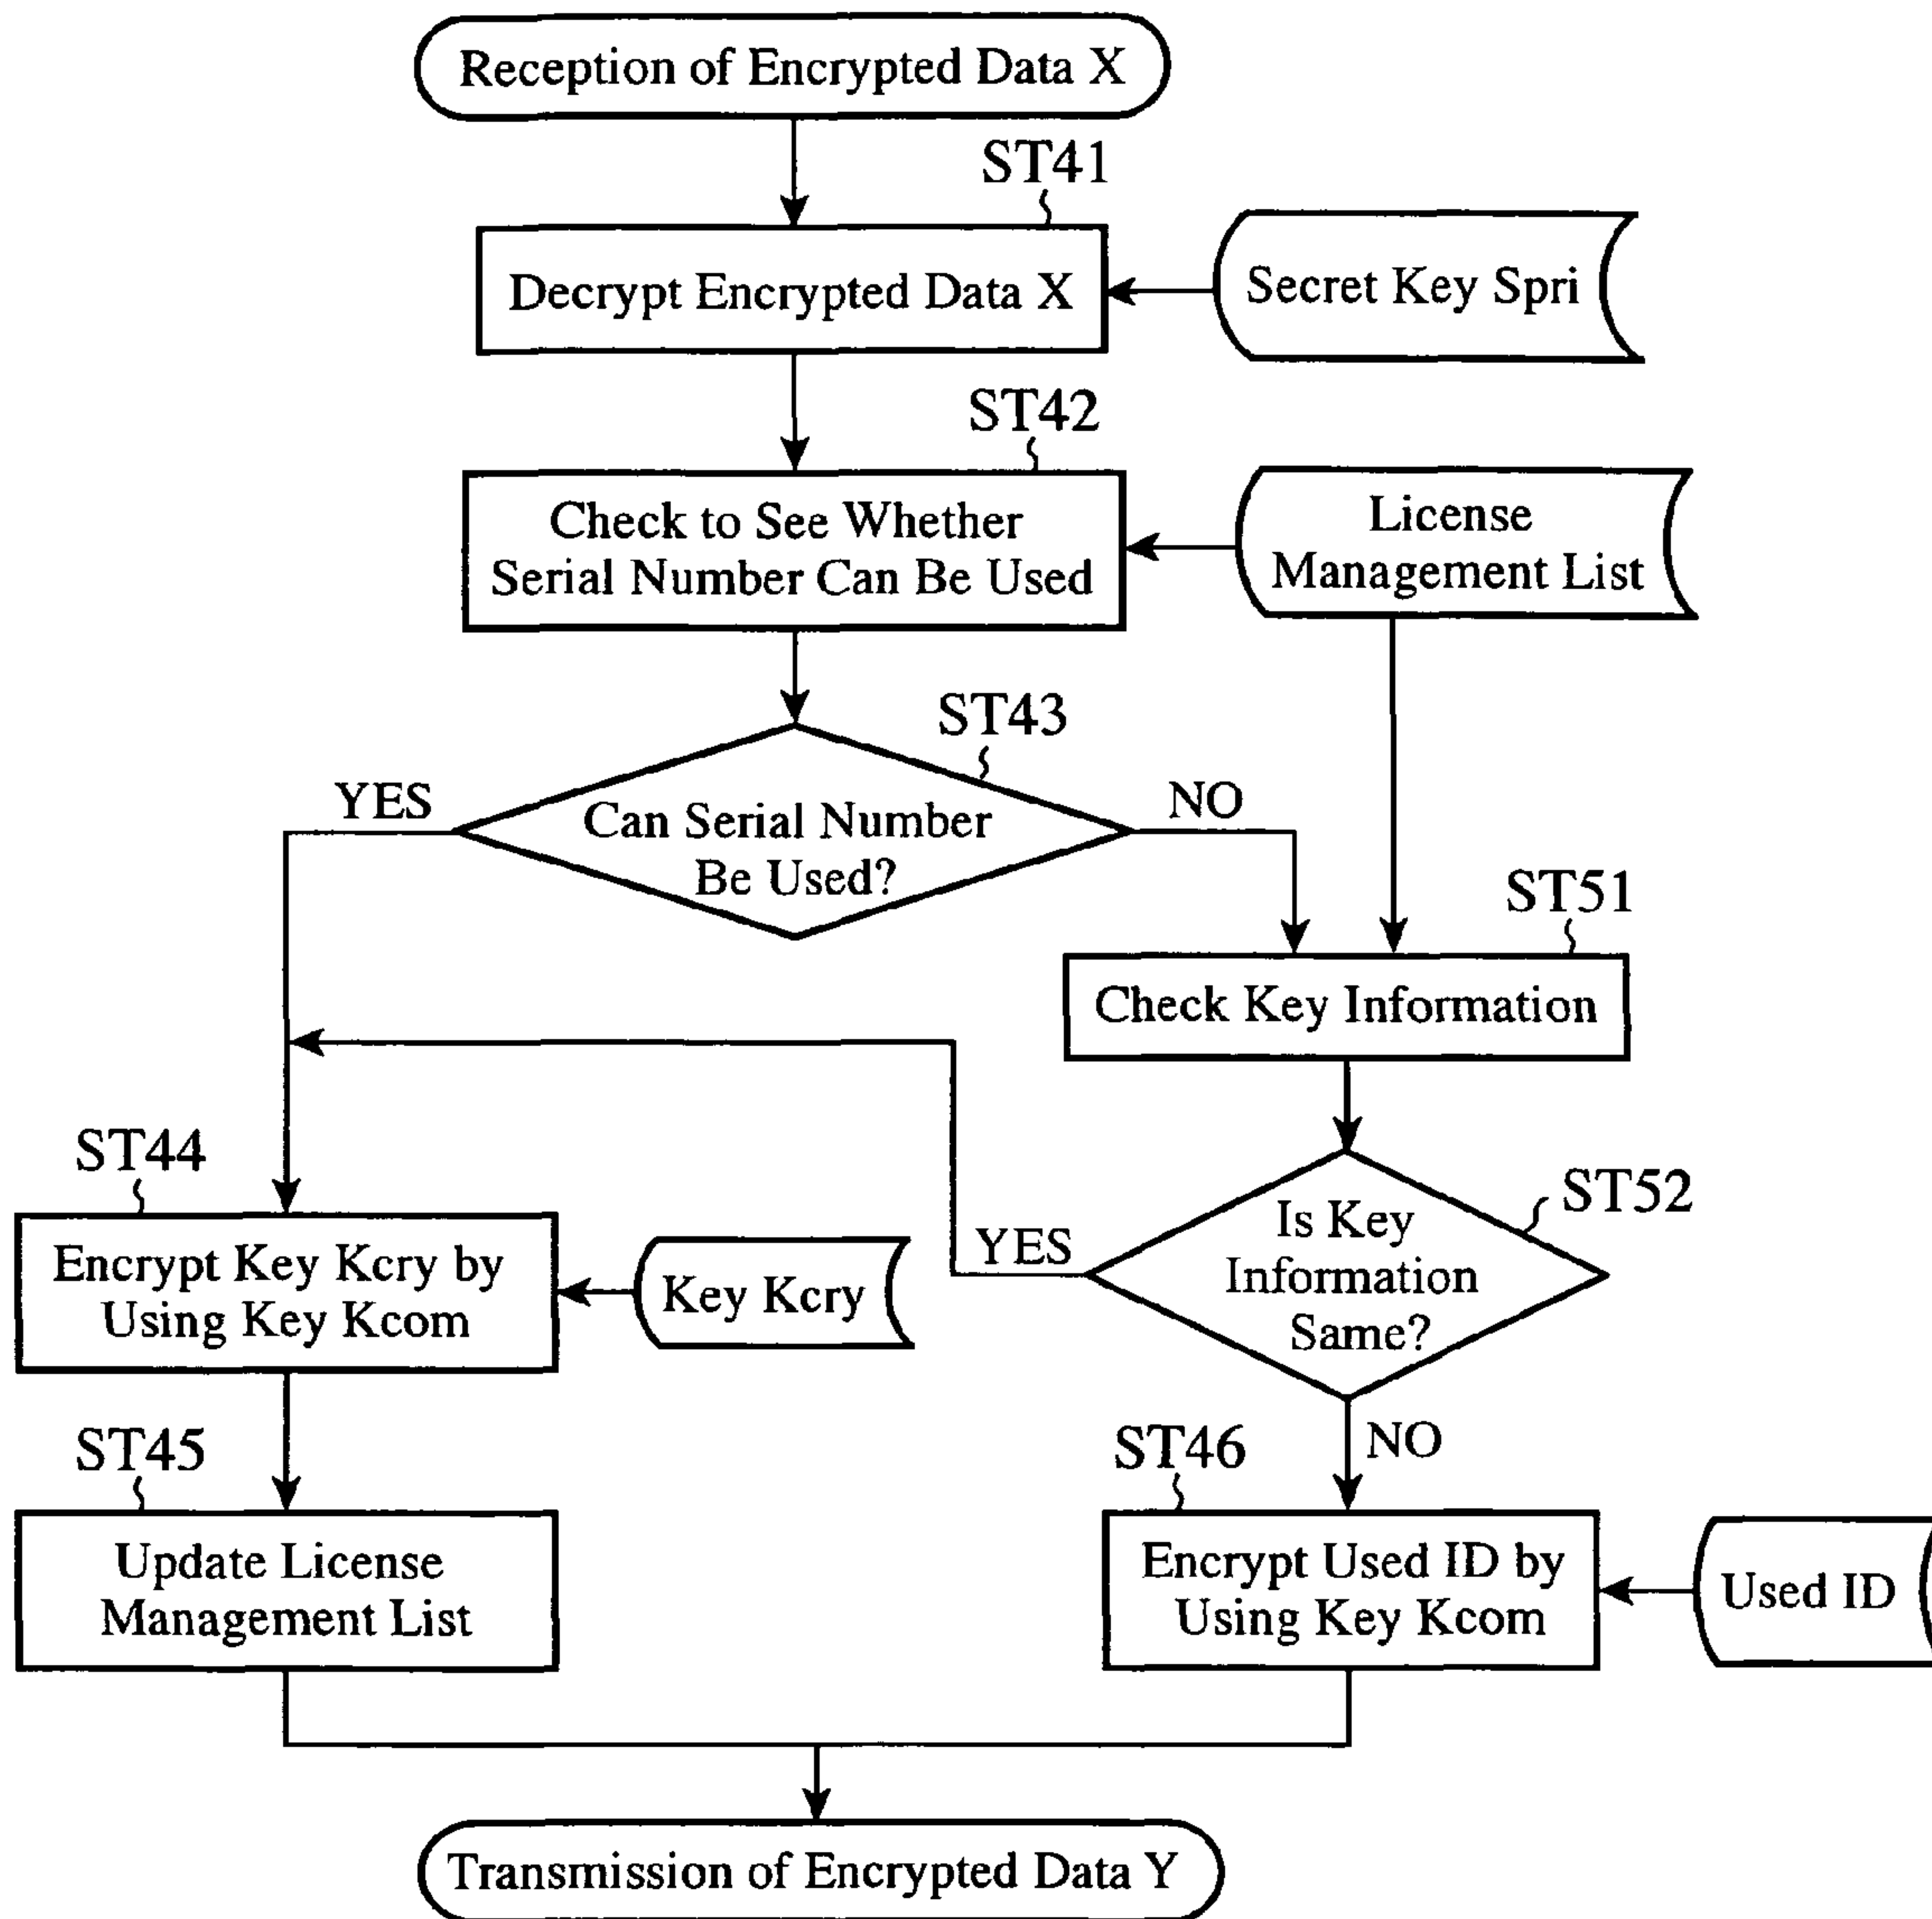 Reception of Encrypted Data X
ST41
Decrypt Encrypted Data X
Secret Key Spri
ST42
Check to See Whether
Serial Number Can Be Used
License
Management List
ST43
YES
NO
Can Serial Number
Be Used?
ST51
Check Key Information
ST44
ST52
Encrypt Key Kcry by
Using Key Kcom
Key Kcry
YES
Is Key
Information
Same?
ST45
ST46
NO
Update License
Management List
Encrypt Used ID by
Using Key Kcom
Used ID
Transmission of Encrypted Data Y